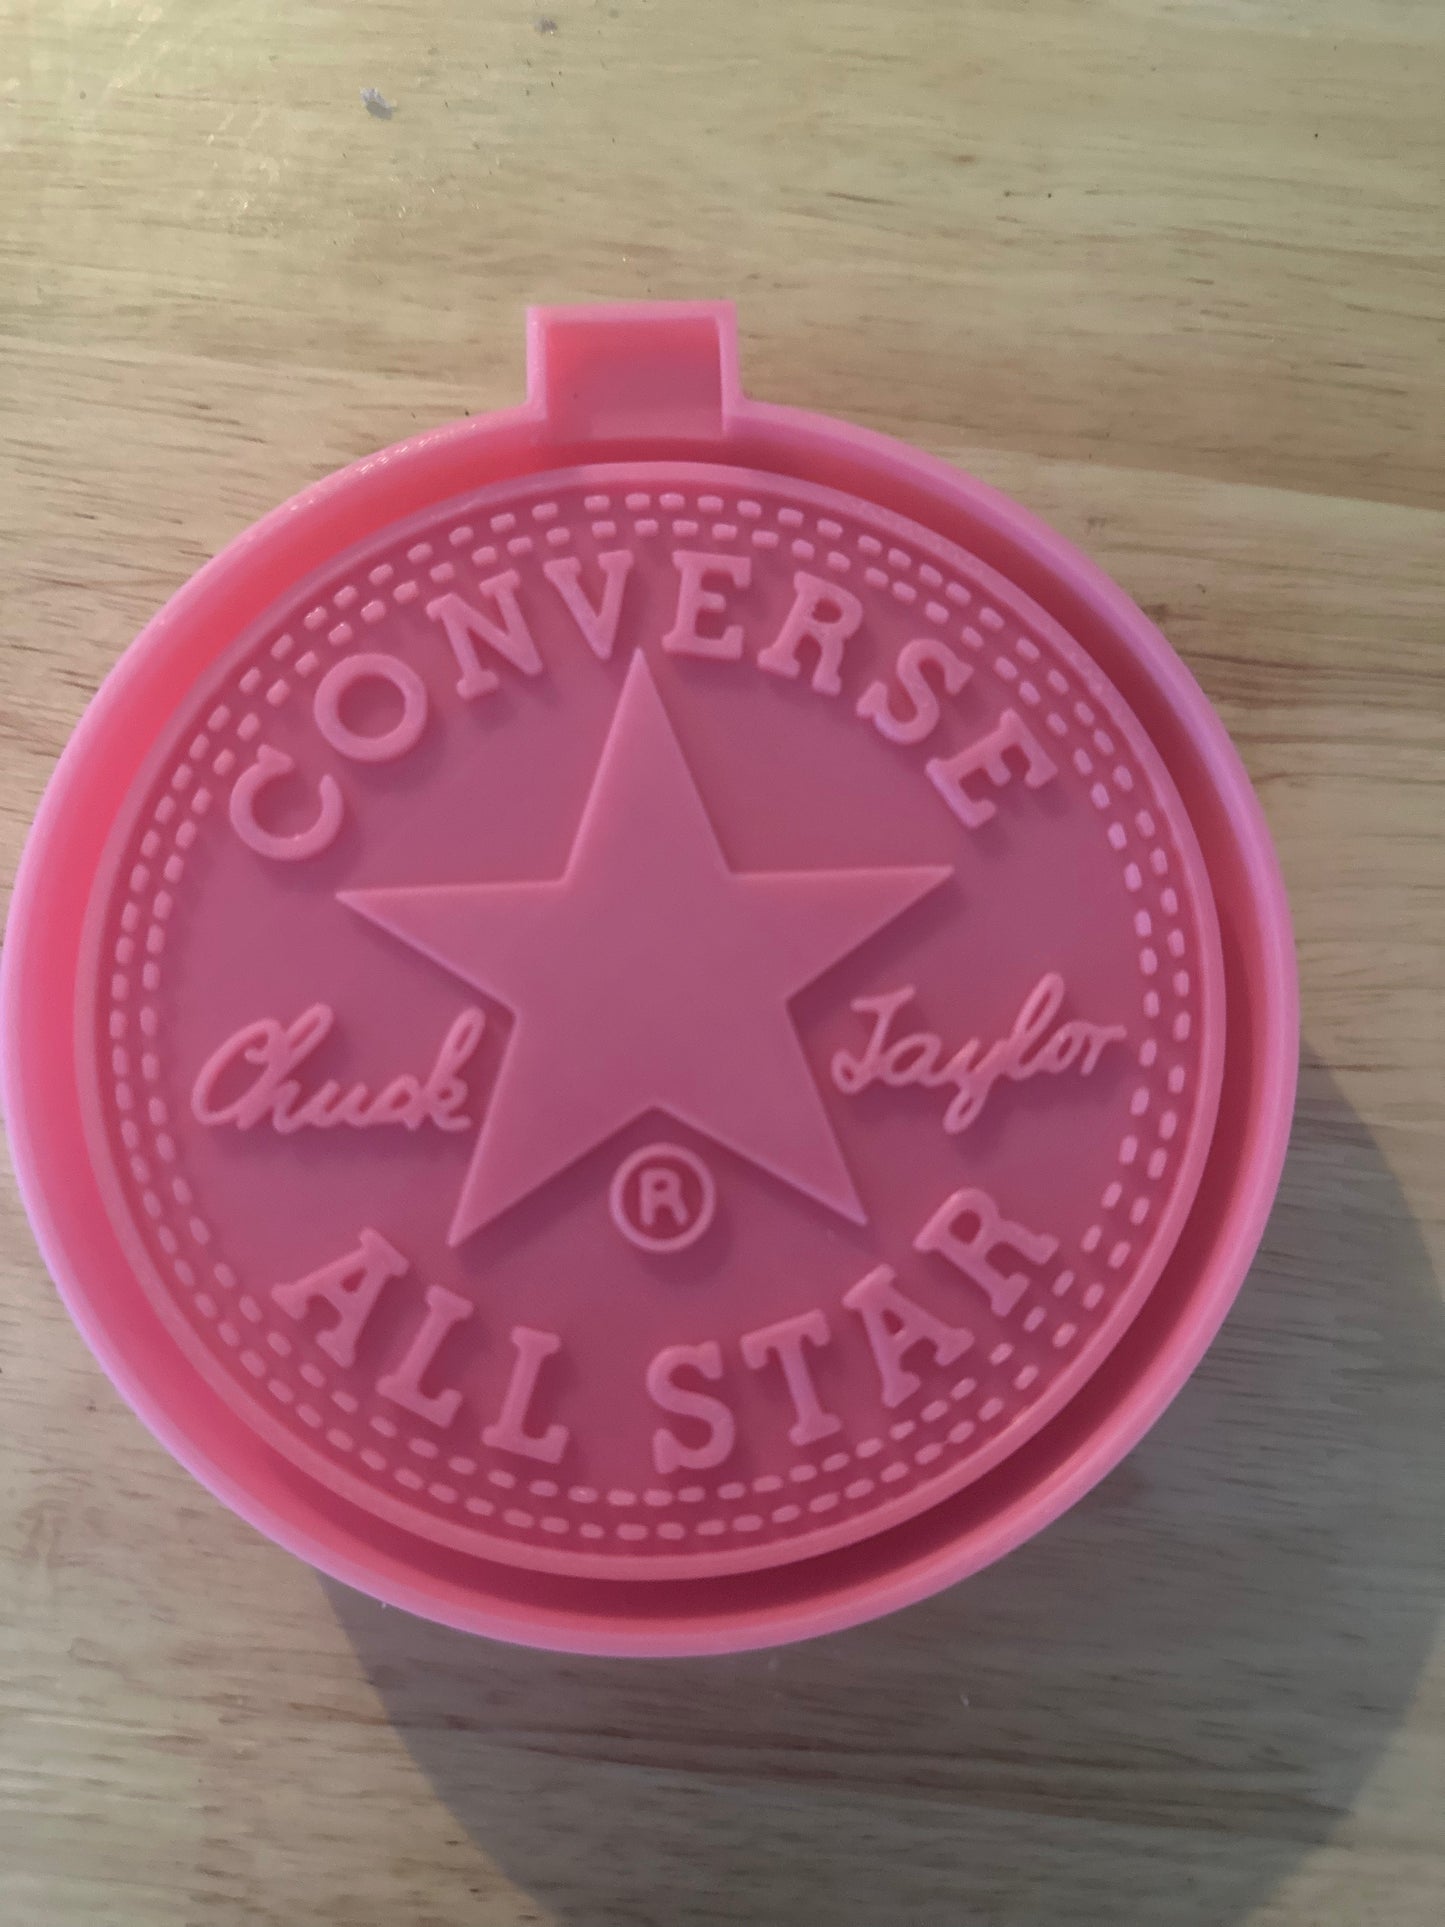 CONVERSE
Chuck Taylor
®
ALL STAR